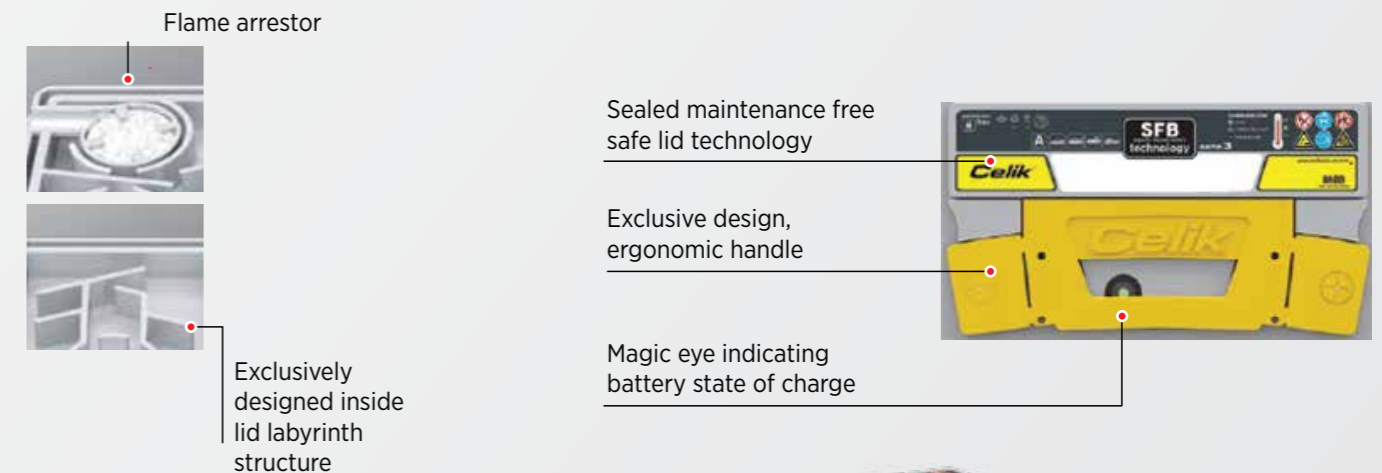 Flame arrestor
Exclusively
designed inside
lid labyrinth
structure
Sealed maintenance free
safe lid technology
Exclusive design,
ergonomic handle
Magic eye indicating
battery state of charge
SFB
technology
A
Celik
Celik